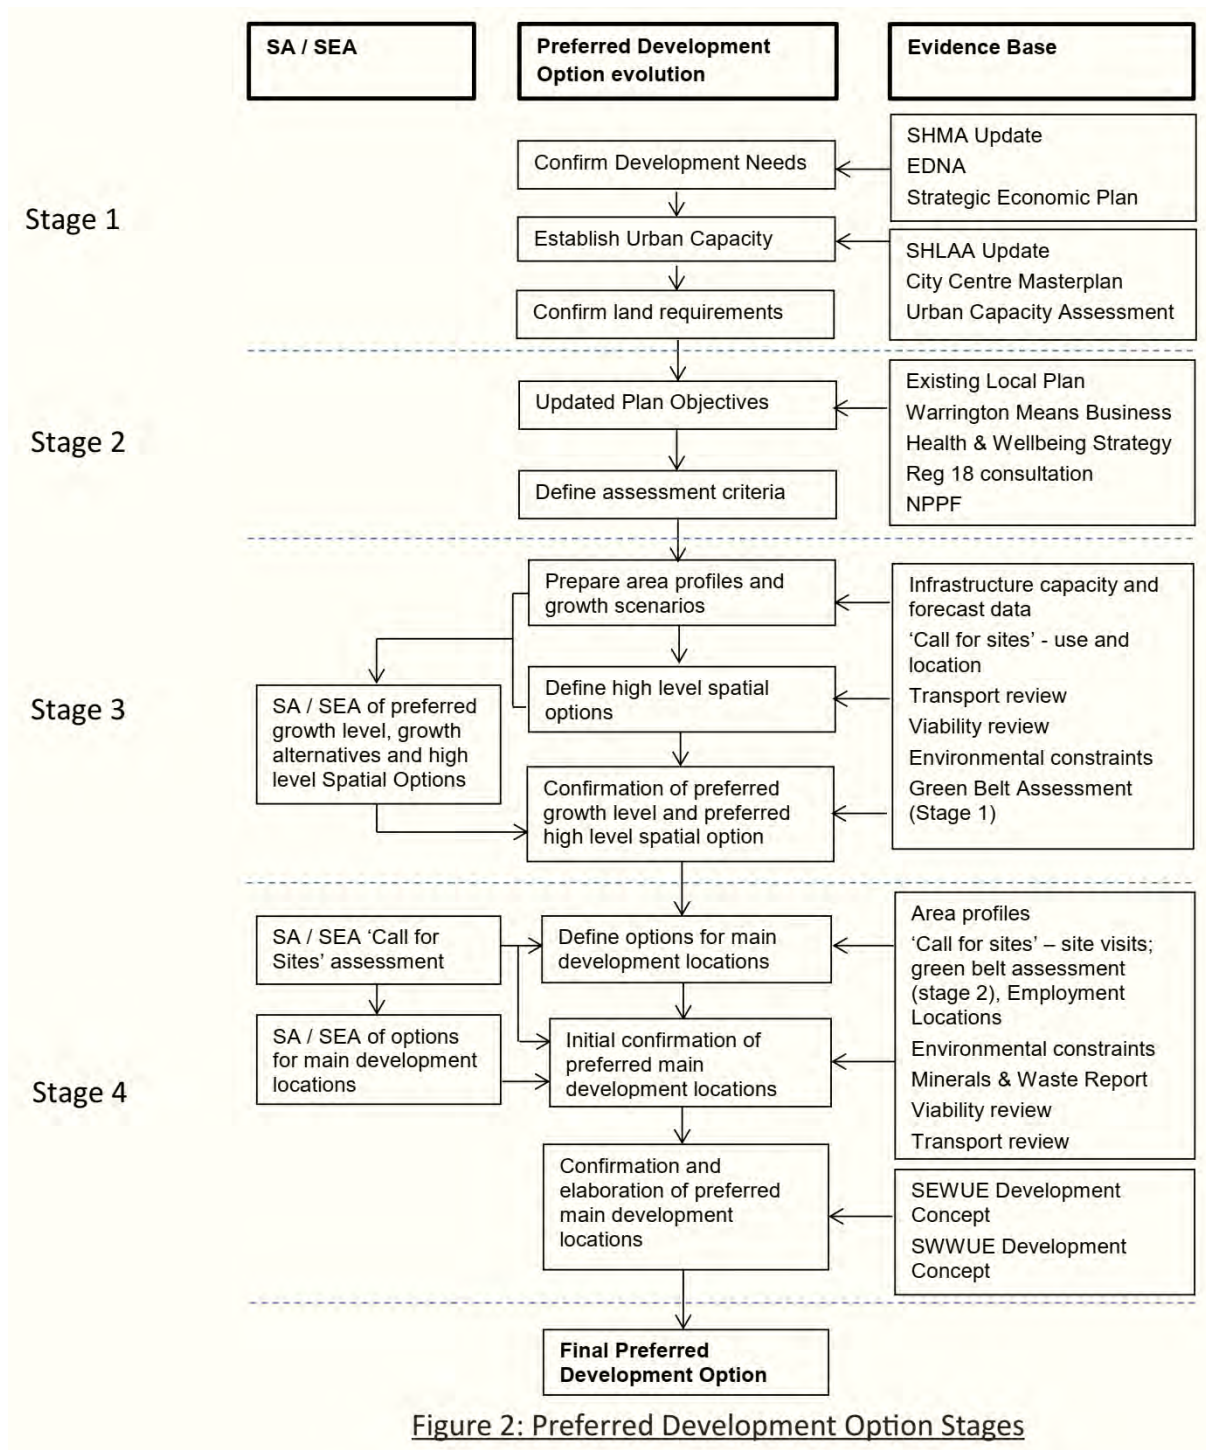 SA / SEA
Preferred Development
Option evolution
Evidence Base
Stage 1
Confirm Development Needs
SHMA Update
EDNA
Strategic Economic Plan
Establish Urban Capacity
SHLAA Update
City Centre Masterplan
Urban Capacity Assessment
Confirm land requirements
Stage 2
Updated Plan Objectives
Existing Local Plan
Warrington Means Business
Health & Wellbeing Strategy
Reg 18 consultation
NPPF
Define assessment criteria
Stage 3
Prepare area profiles and
growth scenarios
Infrastructure capacity and
forecast data
‘Call for sites’ - use and
location
Transport review
Viability review
Environmental constraints
Green Belt Assessment
(Stage 1)
Define high level spatial
options
SA / SEA of preferred
growth level, growth
alternatives and high
level Spatial Options
Confirmation of preferred
growth level and preferred
high level spatial option
Stage 4
SA / SEA ‘Call for
Sites’ assessment
Define options for main
development locations
Area profiles
‘Call for sites’ – site visits;
green belt assessment
(stage 2), Employment
Locations
Environmental constraints
Minerals & Waste Report
Viability review
Transport review
SA / SEA of options
for main development
locations
Initial confirmation of
preferred main
development locations
Confirmation and
elaboration of preferred
main development
locations
SEWUE Development
Concept
SWWUE Development
Concept
Final Preferred
Development Option
Figure 2: Preferred Development Option Stages